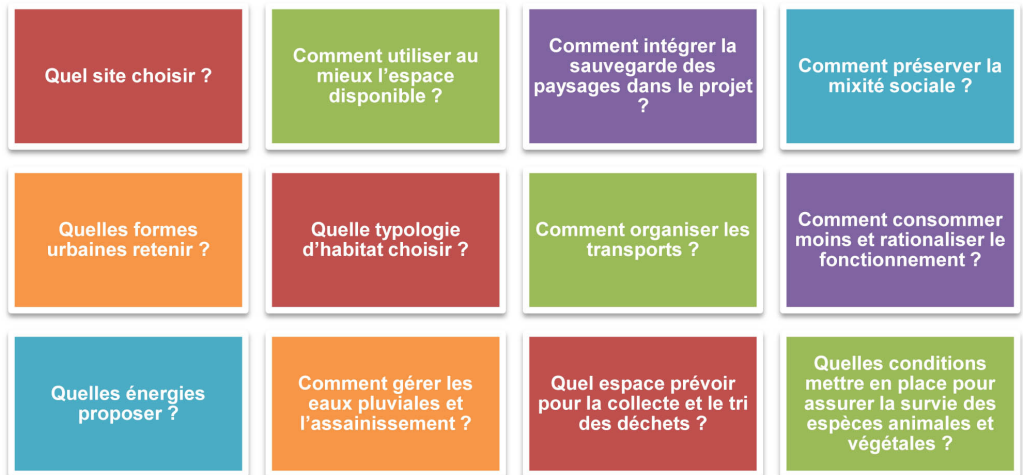 Quel site choisir ?
Comment utiliser au
mieux l’espace
disponible ?
Comment intégrer la
sauvegarde des
paysages dans le projet
?
Comment préserver la
mixité sociale ?
Quelles formes
urbaines retenir ?
Quelle typologie
d’habitat choisir ?
Comment organiser les
transports ?
Comment consommer
moins et rationaliser le
fonctionnement ?
Quelles énergies
proposer ?
Comment gérer les
eaux pluviales et
l’assainissement ?
Quel espace prévoir
pour la collecte et le tri
des déchets ?
Quelles conditions
mettre en place pour
assurer la survie des
espèces animales et
végétales ?